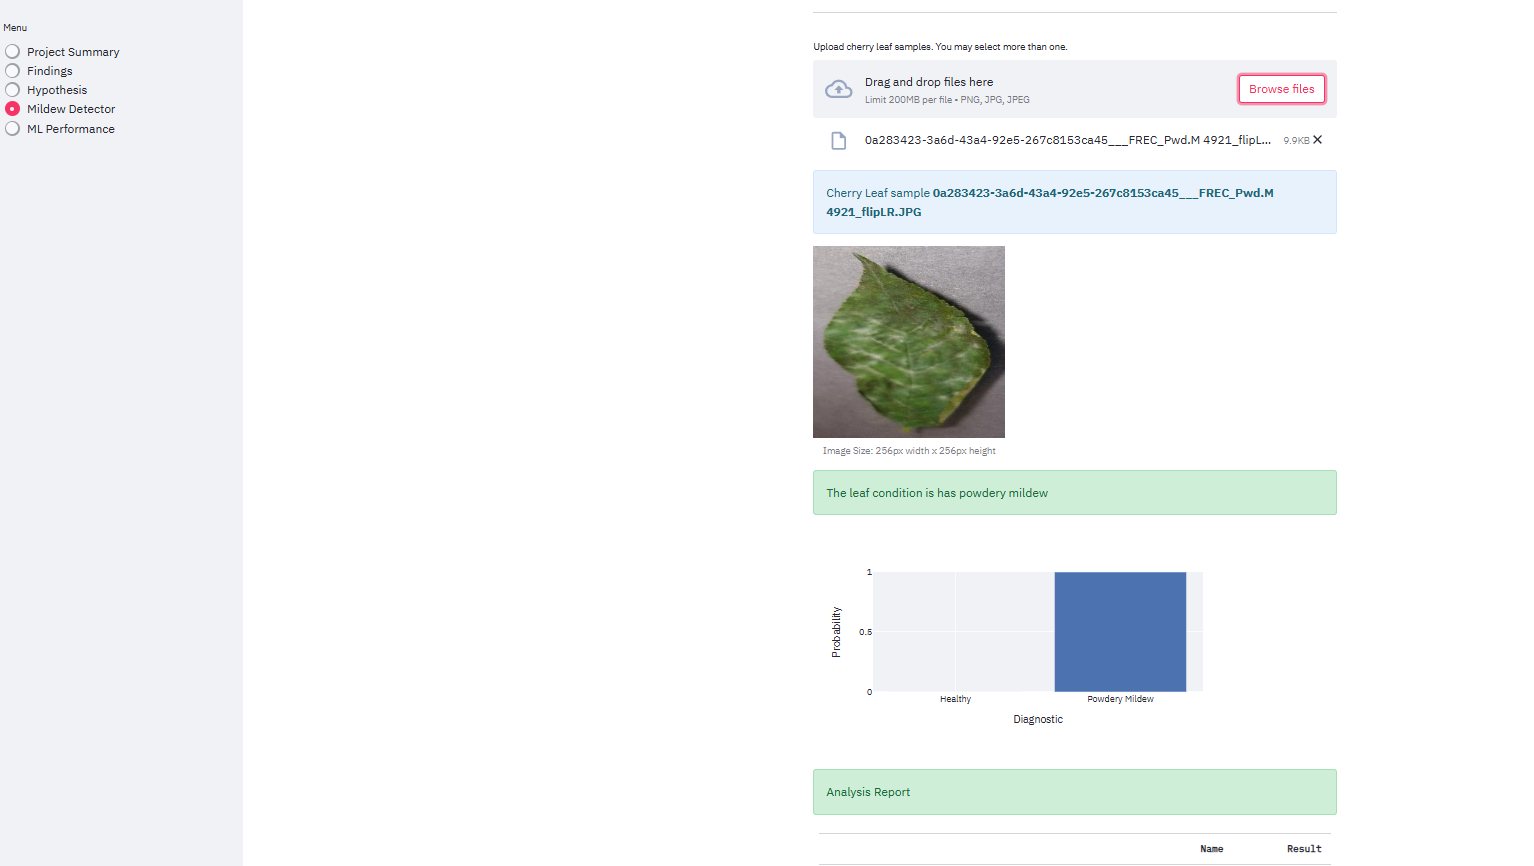 Menu
Project Summary
Findings
Hypothesis
Mildew Detector
ML Performance
Upload cherry leaf samples. You may select more than one.
Drag and drop files here
Limit 200MB per file • PNG, JPG, JPEG
Browse files
0a283423-3a6d-43a4-92e5-267c8153ca45___FREC_Pwd.M 4921_flipL... 9.9KB
Cherry Leaf sample 0a283423-3a6d-43a4-92e5-267c8153ca45___FREC_Pwd.M
4921_flipLR.JPG
Image Size: 256px width x 256px height
The leaf condition is has powdery mildew
1
0.5
0
Probability
Healthy
Powdery Mildew
Diagnostic
Analysis Report
Name Result